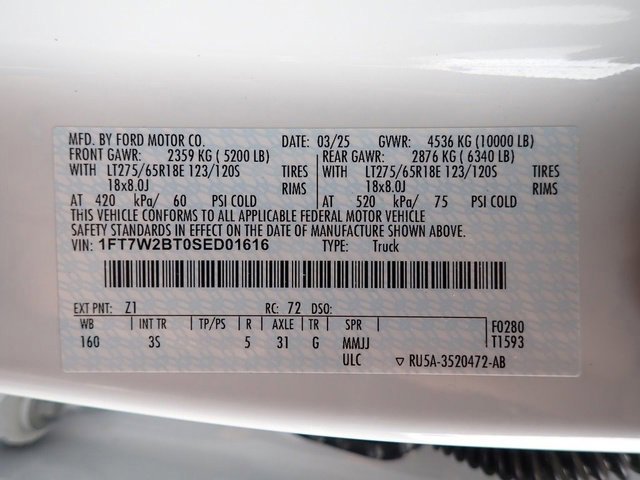 MFD. BY FORD MOTOR CO. DATE: 03/25 GVWR: 4536 KG (10000 LB)
FRONT GAWR: 2359 KG (5200 LB) REAR GAWR: 2876 KG (6340 LB)
WITH LT275/65R18E 123/120S TIRES WITH LT275/65R18E 123/120S TIRES
18x8.0J RIMS 18x8.0J RIMS
AT 420 kPa/ 60 PSI COLD AT 520 kPa/ 75 PSI COLD
THIS VEHICLE CONFORMS TO ALL APPLICABLE FEDERAL MOTOR VEHICLE
SAFETY STANDARDS IN EFFECT ON THE DATE OF MANUFACTURE SHOWN ABOVE.
VIN: 1FT7W2BT0SED01616 TYPE: Truck
EXT PNT: Z1 RC: 72 DSO:
WB INT TR TP/PS R AXLE TR SPR F0280
160 3S 5 31 G MMJJ T1593
ULC ▽ RU5A-3520472-AB